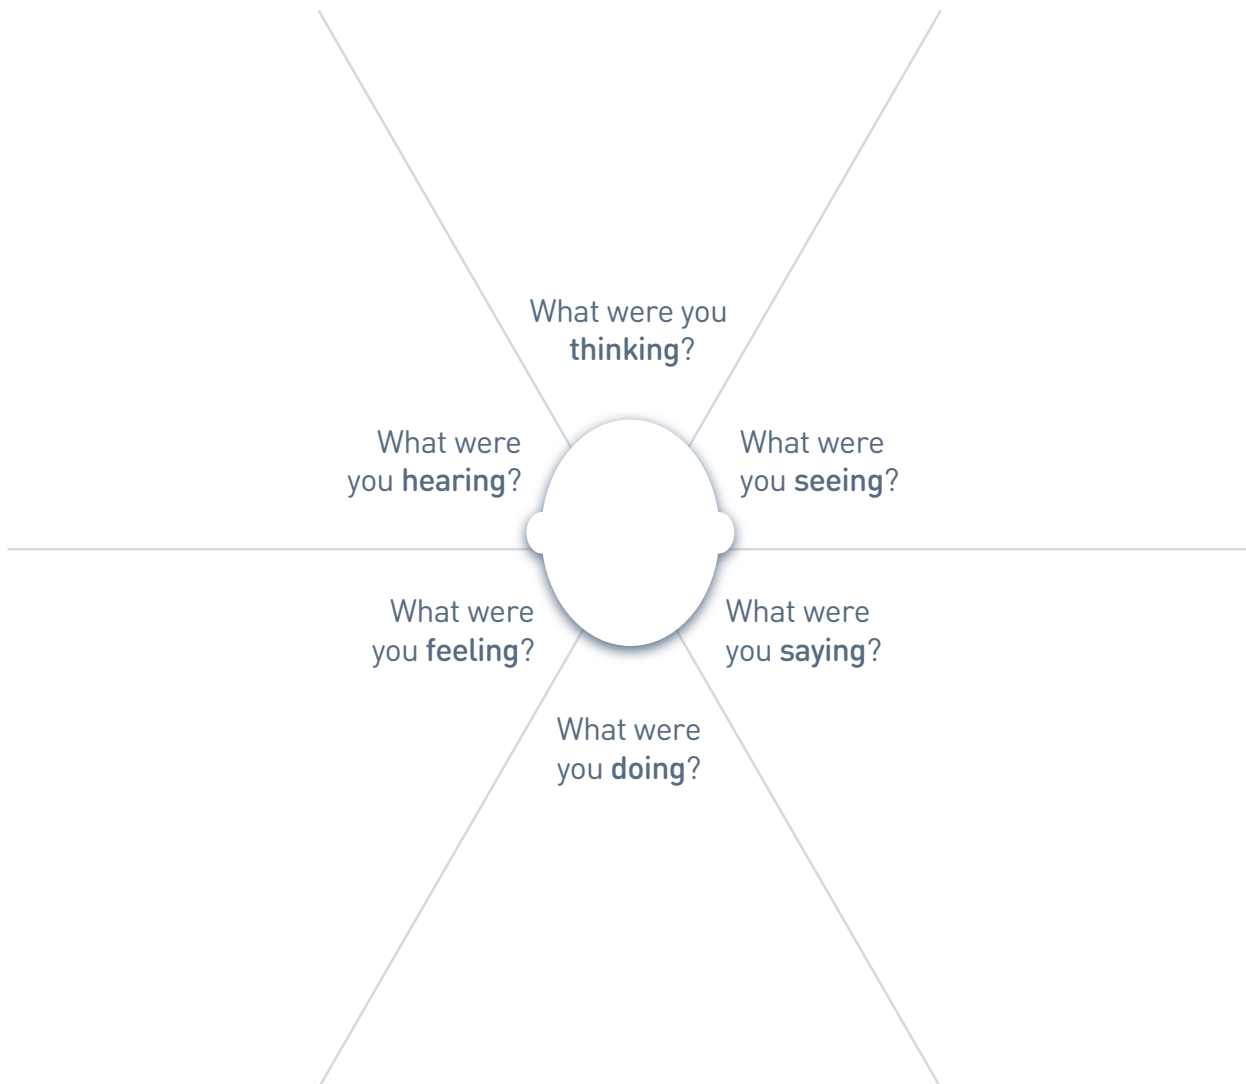 What were you
thinking?
What were
you hearing?
What were
you seeing?
What were
you feeling?
What were
you saying?
What were
you doing?